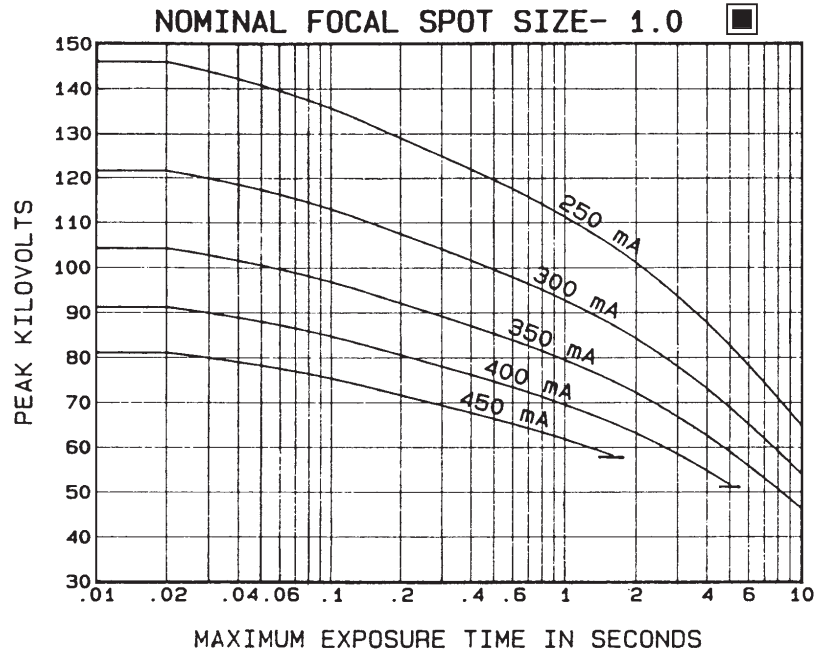 NOMINAL FOCAL SPOT SIZE- 1.0
150
140
130
120
110
100
90
80
70
60
50
40
30
PEAK KILOVOLTS
250 mA
300 mA
350 mA
400 mA
450 mA
.01 .02 .04 .06 .1 .2 .4 .6 1 2 4 6 10
MAXIMUM EXPOSURE TIME IN SECONDS